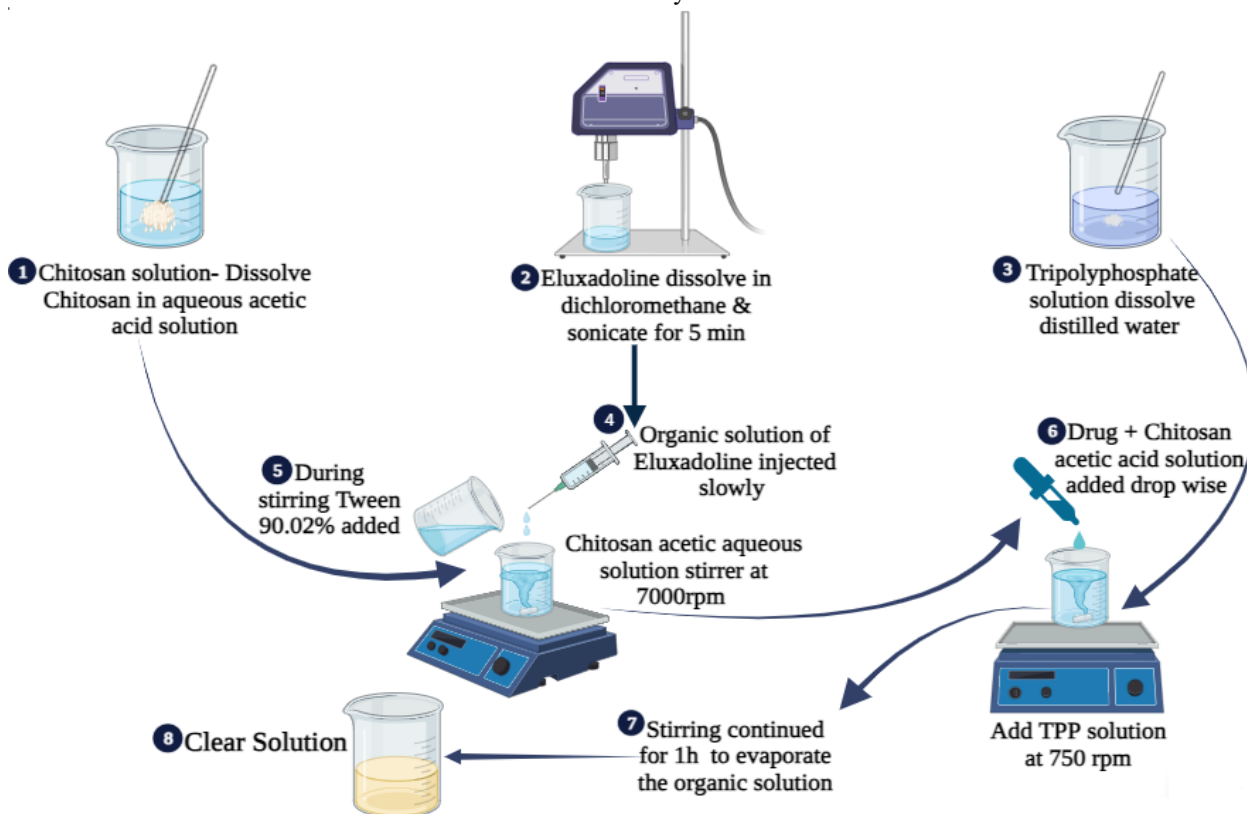 1 Chitosan solution- Dissolve
Chitosan in aqueous acetic
acid solution
2 Eluxadoline dissolve in
dichloromethane &
sonicate for 5 min
3 Tripolyphosphate
solution dissolve
distilled water
4 Organic solution of
Eluxadoline injected
slowly
5 During
stirring Tween
90.02% added
Chitosan acetic aqueous
solution stirrer at
7000rpm
6 Drug + Chitosan
acetic acid solution
added drop wise
Add TPP solution
at 750 rpm
7 Stirring continued
for 1h to evaporate
the organic solution
8 Clear Solution